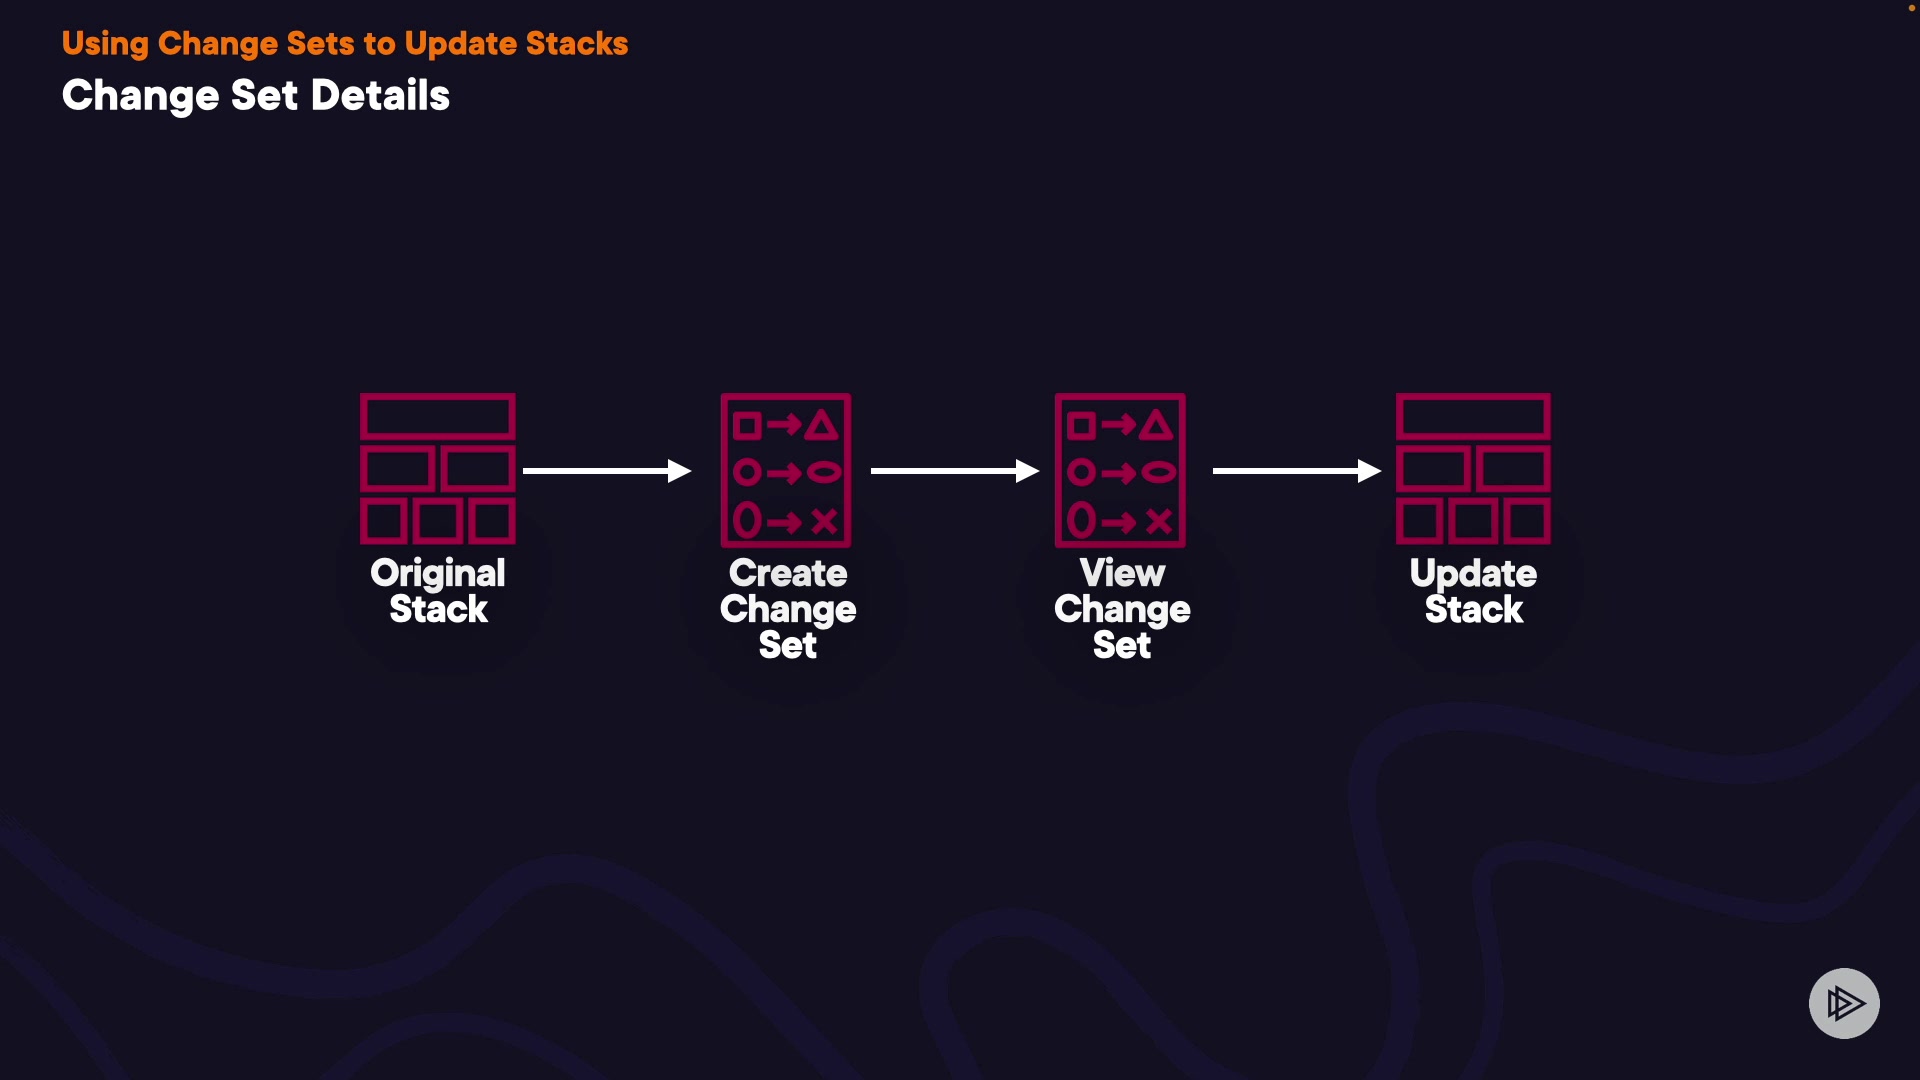 Using Change Sets to Update Stacks
Change Set Details
Original
Stack
Create
Change
Set
View
Change
Set
Update
Stack